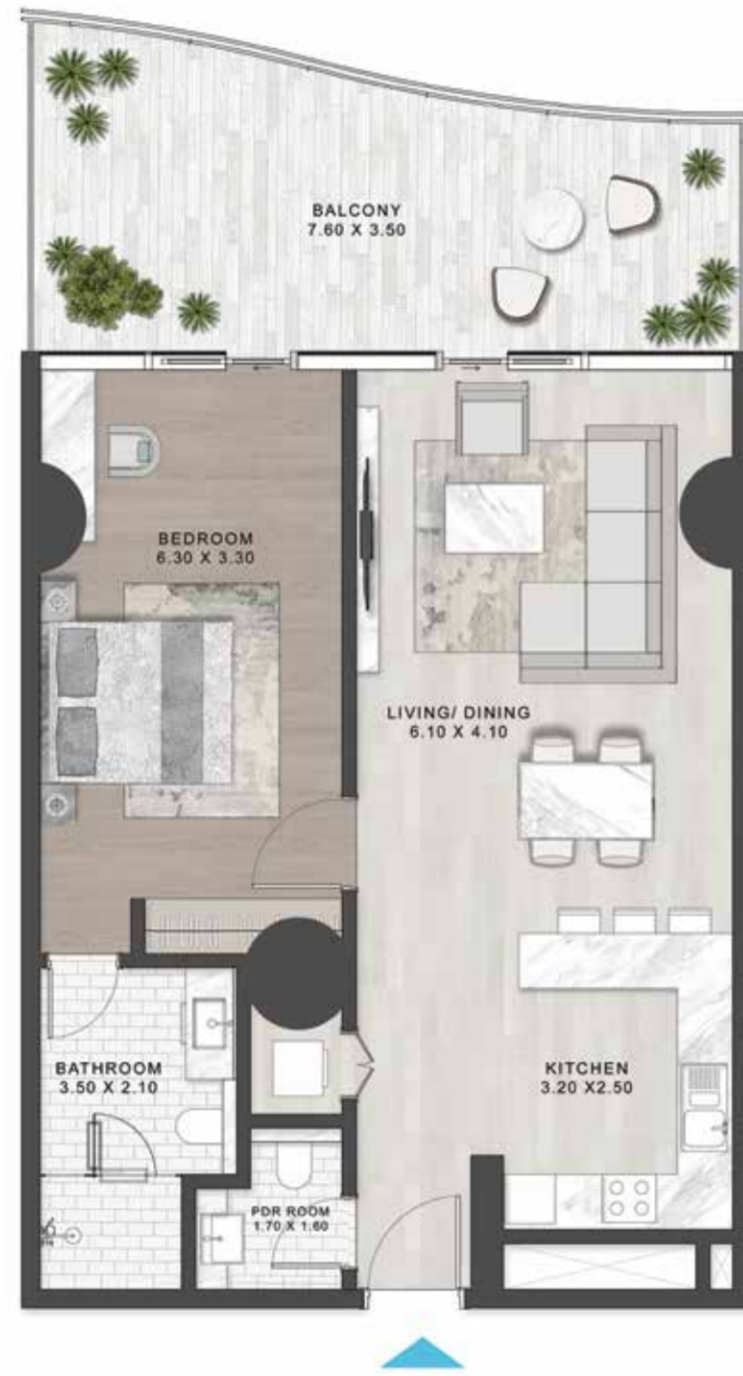 BALCONY
7.60 X 3.50
BEDROOM
6.30 X 3.30
LIVING/ DINING
6.10 X 4.10
BATHROOM
3.50 X 2.10
KITCHEN
3.20 X2.50
PDR ROOM
1.70 X 1.60